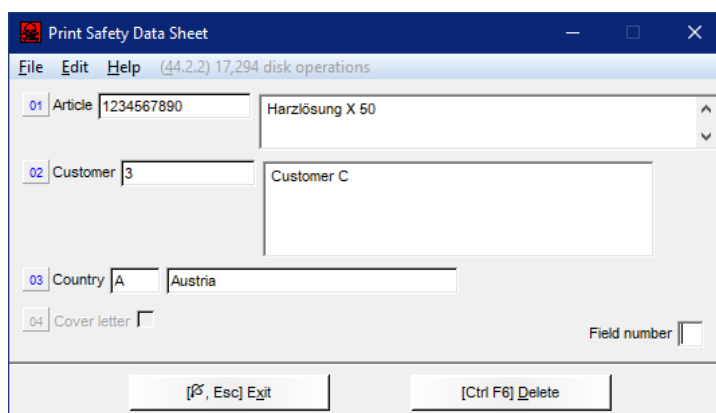 Print Safety Data Sheet
File Edit Help (44.2.2) 17,294 disk operations
01 Article 1234567890 Harzlösung X 50
02 Customer 3 Customer C
03 Country A Austria
04 Cover letter
Field number
[, Esc] Exit [Ctrl F6] Delete